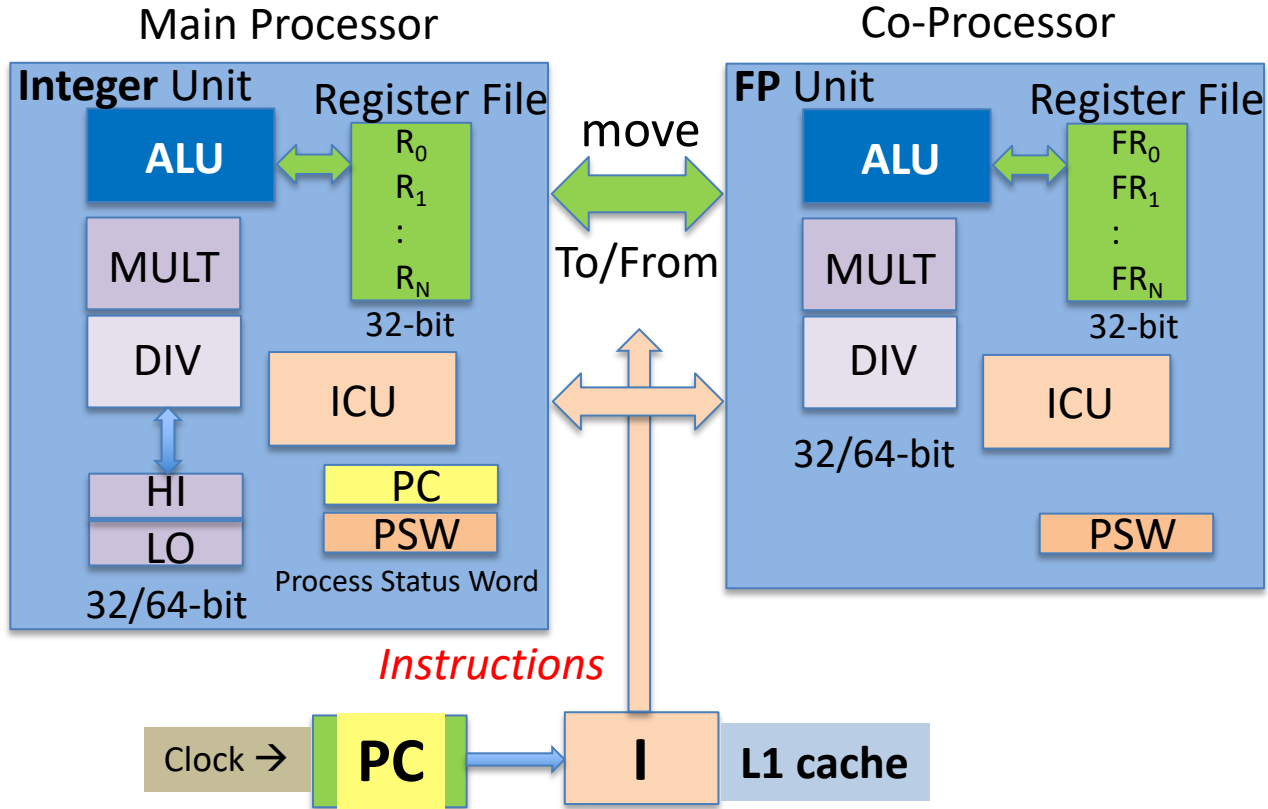 Main Processor
Co-Processor
Integer Unit
Register File
ALU
R0
R1
:
RN
32-bit
MULT
DIV
ICU
HI
LO
32/64-bit
PC
PSW
Process Status Word
move
To/From
FP Unit
Register File
ALU
FR0
FR1
:
FRN
32-bit
MULT
DIV
32/64-bit
ICU
PSW
Instructions
Clock →
PC
I
L1 cache